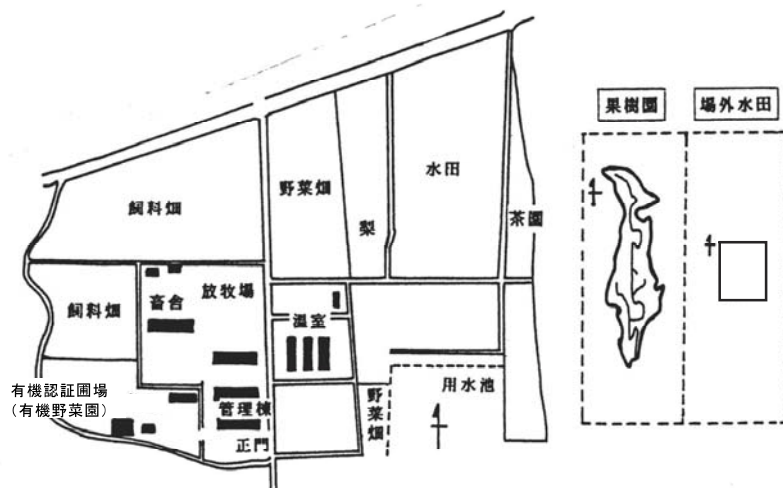 果樹園
場外水田
水田
野菜畑
飼料畑
梨
茶園
放牧場
畜舎
飼料畑
温室
有機認証圃場
（有機野菜園）
用水池
野菜畑
管理棟
正門